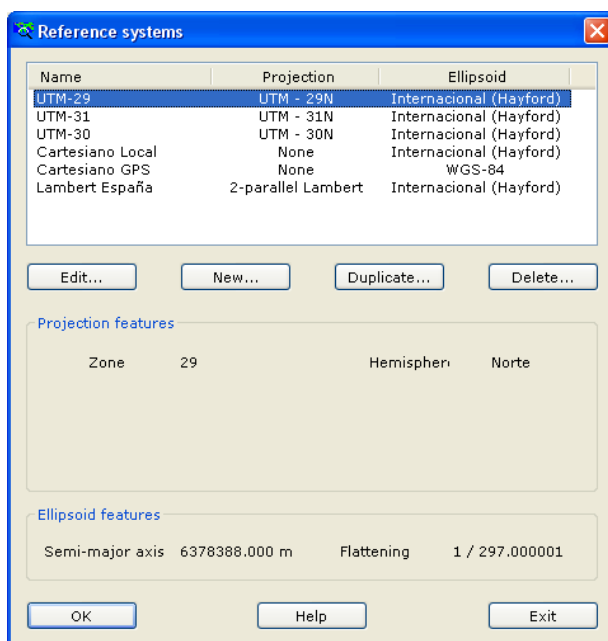 Reference systems
Name Projection Ellipsoid
UTM-29 UTM - 29N Internacional (Hayford)
UTM-31 UTM - 31N Internacional (Hayford)
UTM-30 UTM - 30N Internacional (Hayford)
Cartesiano Local None Internacional (Hayford)
Cartesiano GPS None WGS-84
Lambert España 2-parallel Lambert Internacional (Hayford)
Edit... New... Duplicate... Delete...
Projection features
Zone 29 Hemispher Norte
Ellipsoid features
Semi-major axis 6378388.000 m Flattening 1 / 297.000001
OK Help Exit